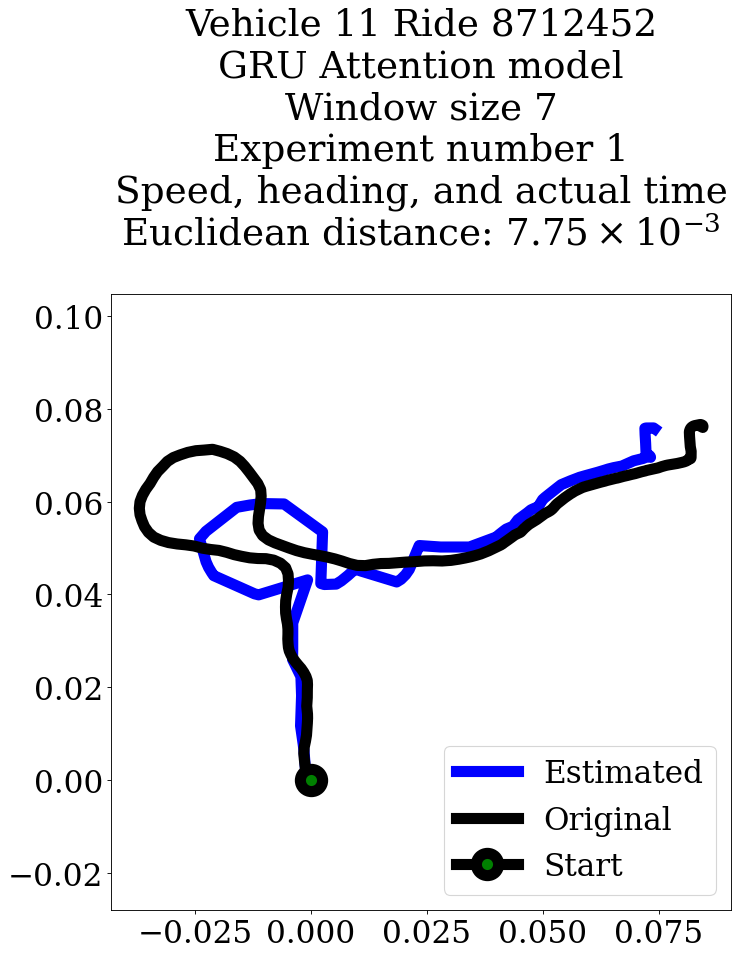 Vehicle 11 Ride 8712452
GRU Attention model
Window size 7
Experiment number 1
Speed, heading, and actual time
Euclidean distance: 7.75 × 10⁻³
0.10
0.08
0.06
0.04
0.02
0.00
−0.02
Estimated
Original
Start
−0.025 0.000 0.025 0.050 0.075